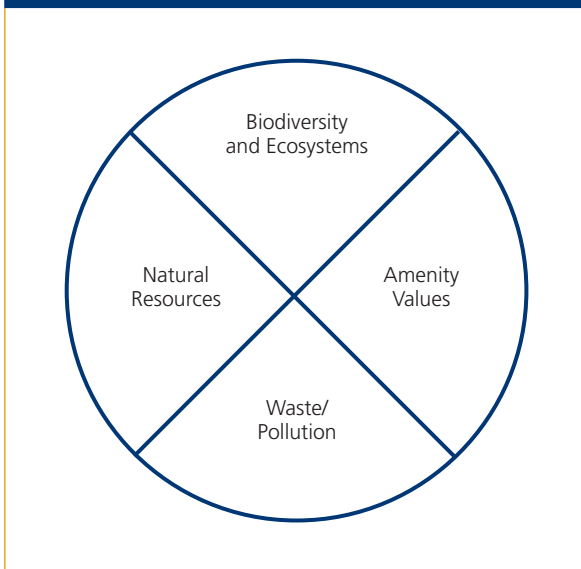 Biodiversity
and Ecosystems
Natural
Resources
Amenity
Values
Waste/
Pollution